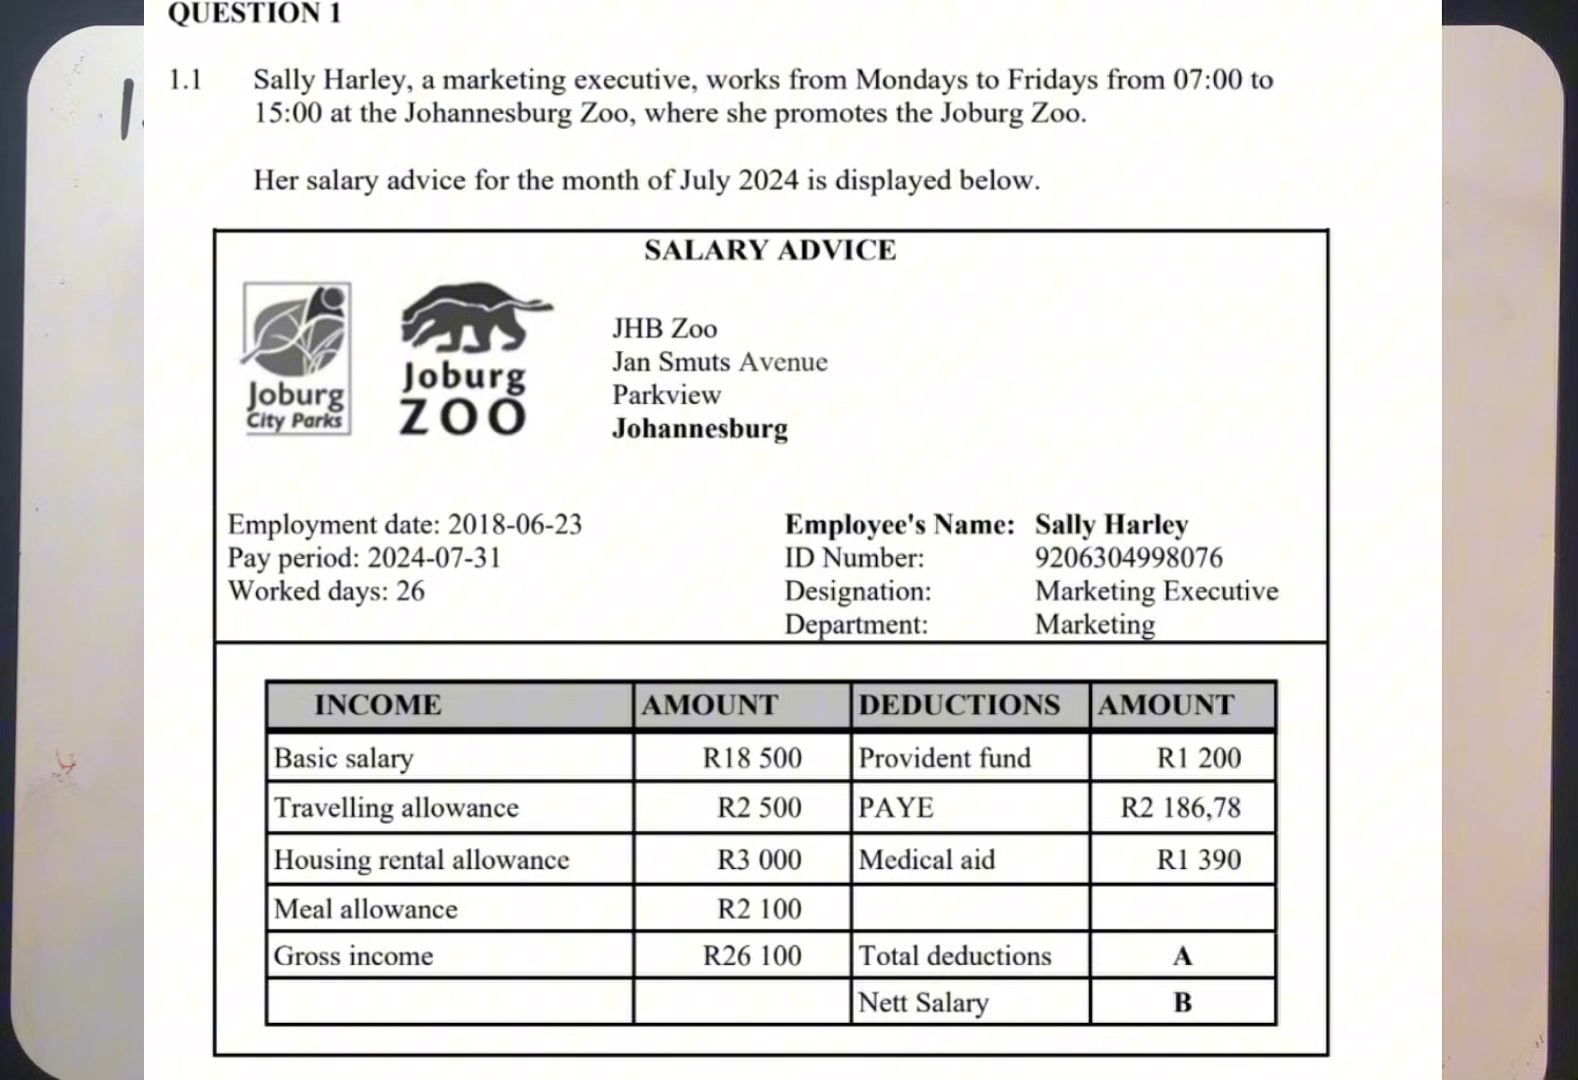 QUESTION 1
1.1 Sally Harley, a marketing executive, works from Mondays to Fridays from 07:00 to
15:00 at the Johannesburg Zoo, where she promotes the Joburg Zoo.
Her salary advice for the month of July 2024 is displayed below.
SALARY ADVICE
Joburg
City Parks
Joburg
ZOO
JHB Zoo
Jan Smuts Avenue
Parkview
Johannesburg
Employment date: 2018-06-23
Pay period: 2024-07-31
Worked days: 26
Employee's Name: Sally Harley
ID Number: 9206304998076
Designation: Marketing Executive
Department: Marketing
INCOME AMOUNT DEDUCTIONS AMOUNT
Basic salary R18 500 Provident fund R1 200
Travelling allowance R2 500 PAYE R2 186,78
Housing rental allowance R3 000 Medical aid R1 390
Meal allowance R2 100
Gross income R26 100 Total deductions A
Nett Salary B